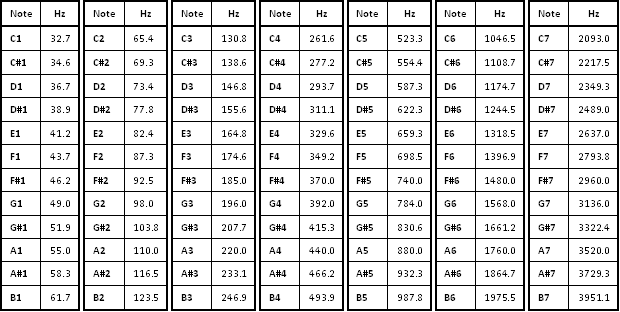 Note Hz Note Hz Note Hz Note Hz Note Hz Note Hz Note Hz
C1 32.7 C2 65.4 C3 130.8 C4 261.6 C5 523.3 C6 1046.5 C7 2093.0
C#1 34.6 C#2 69.3 C#3 138.6 C#4 277.2 C#5 554.4 C#6 1108.7 C#7 2217.5
D1 36.7 D2 73.4 D3 146.8 D4 293.7 D5 587.3 D6 1174.7 D7 2349.3
D#1 38.9 D#2 77.8 D#3 155.6 D#4 311.1 D#5 622.3 D#6 1244.5 D#7 2489.0
E1 41.2 E2 82.4 E3 164.8 E4 329.6 E5 659.3 E6 1318.5 E7 2637.0
F1 43.7 F2 87.3 F3 174.6 F4 349.2 F5 698.5 F6 1396.9 F7 2793.8
F#1 46.2 F#2 92.5 F#3 185.0 F#4 370.0 F#5 740.0 F#6 1480.0 F#7 2960.0
G1 49.0 G2 98.0 G3 196.0 G4 392.0 G5 784.0 G6 1568.0 G7 3136.0
G#1 51.9 G#2 103.8 G#3 207.7 G#4 415.3 G#5 830.6 G#6 1661.2 G#7 3322.4
A1 55.0 A2 110.0 A3 220.0 A4 440.0 A5 880.0 A6 1760.0 A7 3520.0
A#1 58.3 A#2 116.5 A#3 233.1 A#4 466.2 A#5 932.3 A#6 1864.7 A#7 3729.3
B1 61.7 B2 123.5 B3 246.9 B4 493.9 B5 987.8 B6 1975.5 B7 3951.1